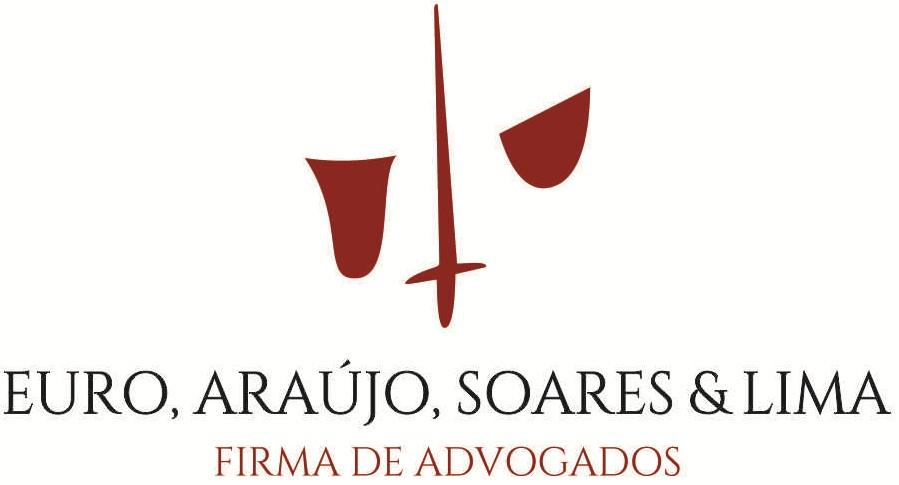 EURO, ARAÚJO, SOARES & LIMA
FIRMA DE ADVOGADOS